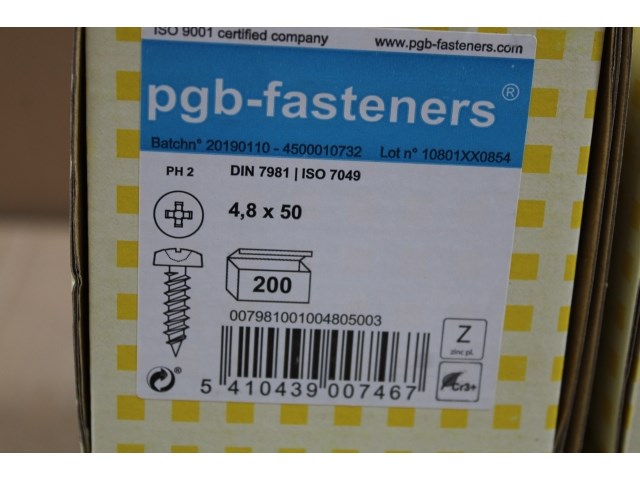 ISO 9001 certified company www.pgb-fasteners.com
pgb-fasteners®
Batchn° 20190110 - 4500010732 Lot n° 10801XX0854
PH 2 DIN 7981 | ISO 7049
4,8 x 50
200
007981001004805003
Z
zinc pl.
5 410439 007467
®
Cr3+